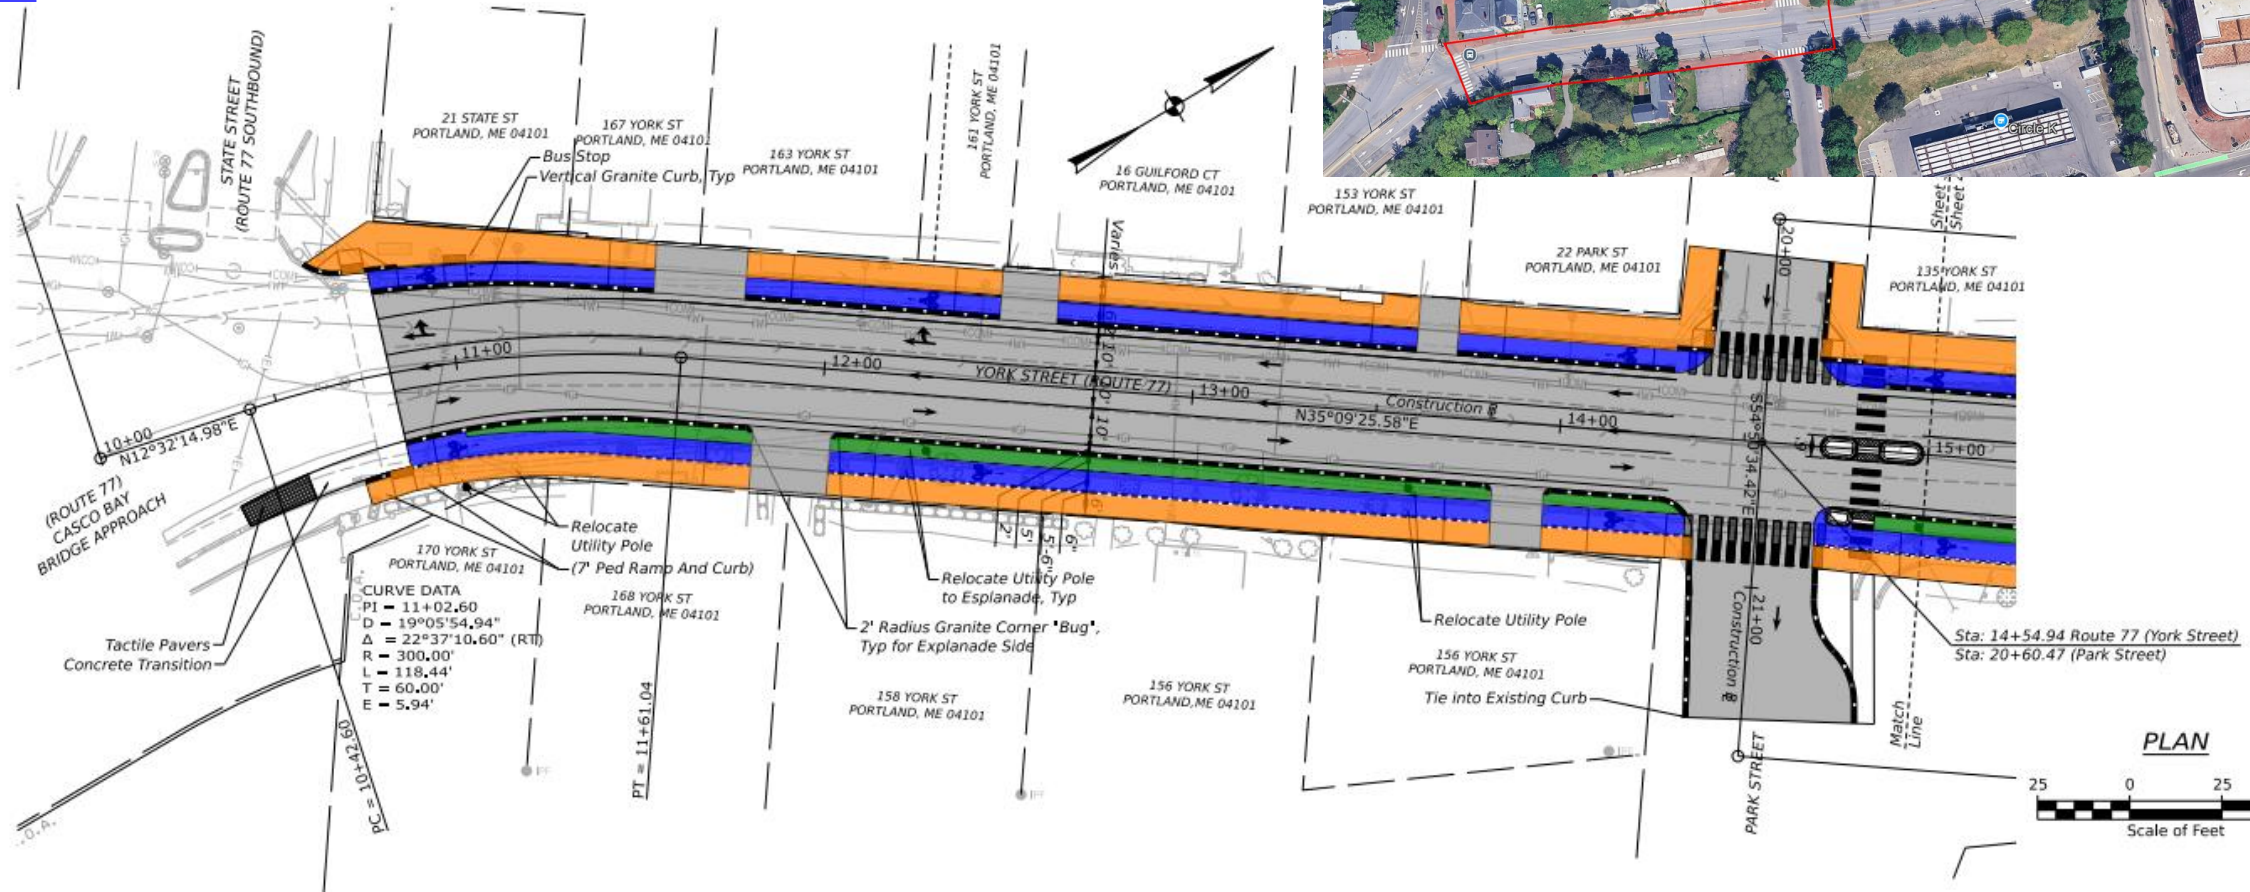 STATE STREET
(ROUTE 77 SOUTHBOUND)
21 STATE ST
PORTLAND, ME 04101
167 YORK ST
PORTLAND, ME 04101
Bus Stop
Vertical Granite Curb, Typ
163 YORK ST
PORTLAND, ME 04101
161 YORK ST
PORTLAND, ME 04101
16 GUILFORD CT
PORTLAND, ME 04101
153 YORK ST
PORTLAND, ME 04101
22 PARK ST
PORTLAND, ME 04101
135 YORK ST
PORTLAND, ME 04101
Circle K
Sheet
Sheet
Varies
20+00
10+00
N12°32'14.98"E
11+00
12+00
YORK STREET (ROUTE 77)
13+00
Construction ℄
N35°09'25.58"E
14+00
15+00
10'
(ROUTE 77)
CASCO BAY
BRIDGE APPROACH
Tactile Pavers
Concrete Transition
170 YORK ST
PORTLAND, ME 04101
CURVE DATA
PI = 11+02.60
D = 19°05'54.94"
Δ = 22°37'10.60" (RT)
R = 300.00'
L = 118.44'
T = 60.00'
E = 5.94'
PC = 10+42.60
PT = 11+61.04
Relocate
Utility Pole
(7' Ped Ramp And Curb)
168 YORK ST
PORTLAND, ME 04101
2'
5'
5'-6"
6"
6'
Relocate Utility Pole
to Esplanade, Typ
2' Radius Granite Corner "Bug",
Typ for Explanade Side
158 YORK ST
PORTLAND, ME 04101
156 YORK ST
PORTLAND,ME 04101
Relocate Utility Pole
156 YORK ST
PORTLAND, ME 04101
Tie into Existing Curb
21+00
Construction ℄
PARK STREET
Sta: 14+54.94 Route 77 (York Street)
Sta: 20+60.47 (Park Street)
Match
Line
PLAN
25 0 25
Scale of Feet